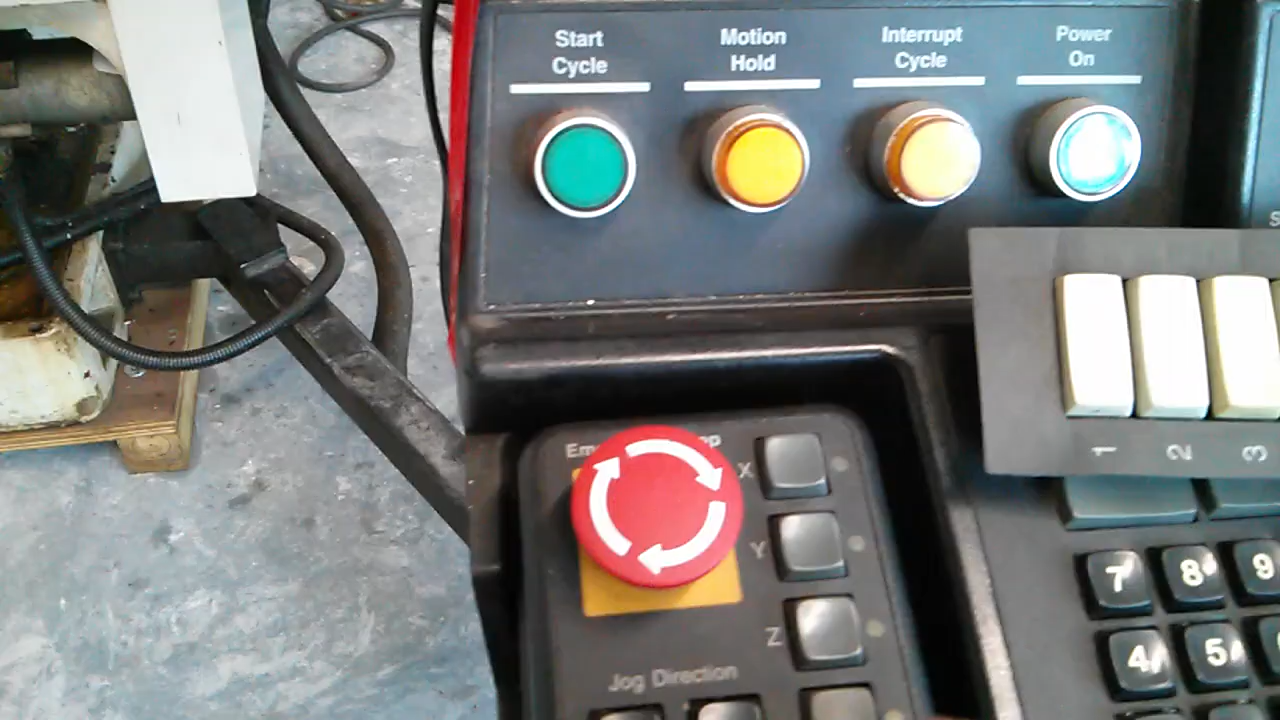 Start
Cycle
Motion
Hold
Interrupt
Cycle
Power
On
X
Y
Z
Jog Direction
1
2
3
7
8
9
4
5